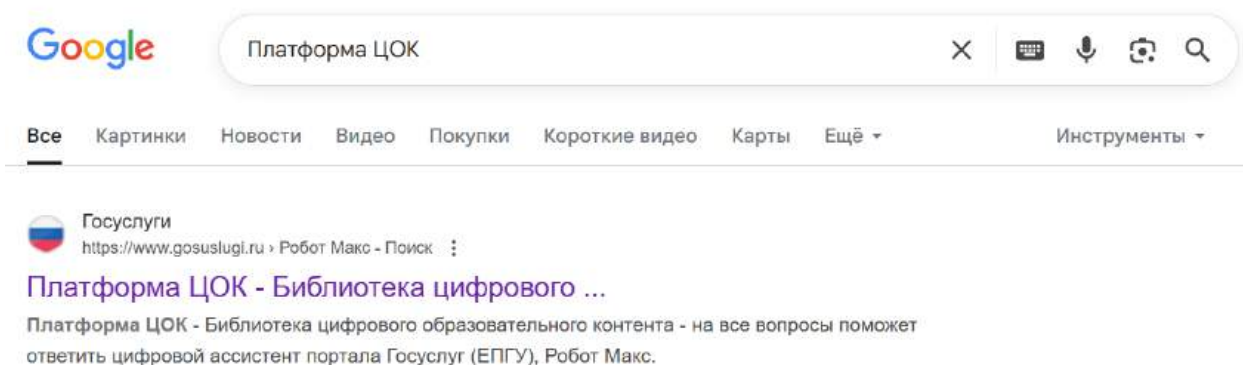 Google
Платформа ЦОК
Все Картинки Новости Видео Покупки Короткие видео Карты Ещё Инструменты
Госуслуги
https://www.gosuslugi.ru › Робот Макс - Поиск
Платформа ЦОК - Библиотека цифрового ...
Платформа ЦОК - Библиотека цифрового образовательного контента - на все вопросы поможет
ответить цифровой ассистент портала Госуслуг (ЕПГУ), Робот Макс.